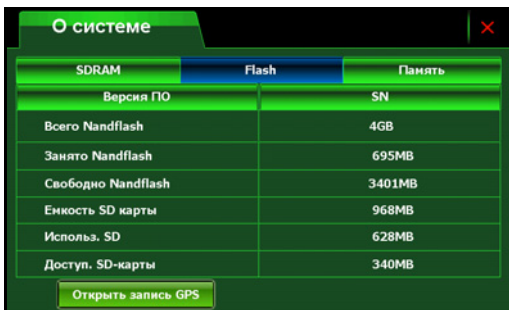 О системе
SDRAM Flash Память
Версия ПО SN
Всего Nandflash 4GB
Занято Nandflash 695MB
Свободно Nandflash 3401MB
Емкость SD карты 968MB
Использ. SD 628MB
Доступ. SD-карты 340MB
Открыть запись GPS